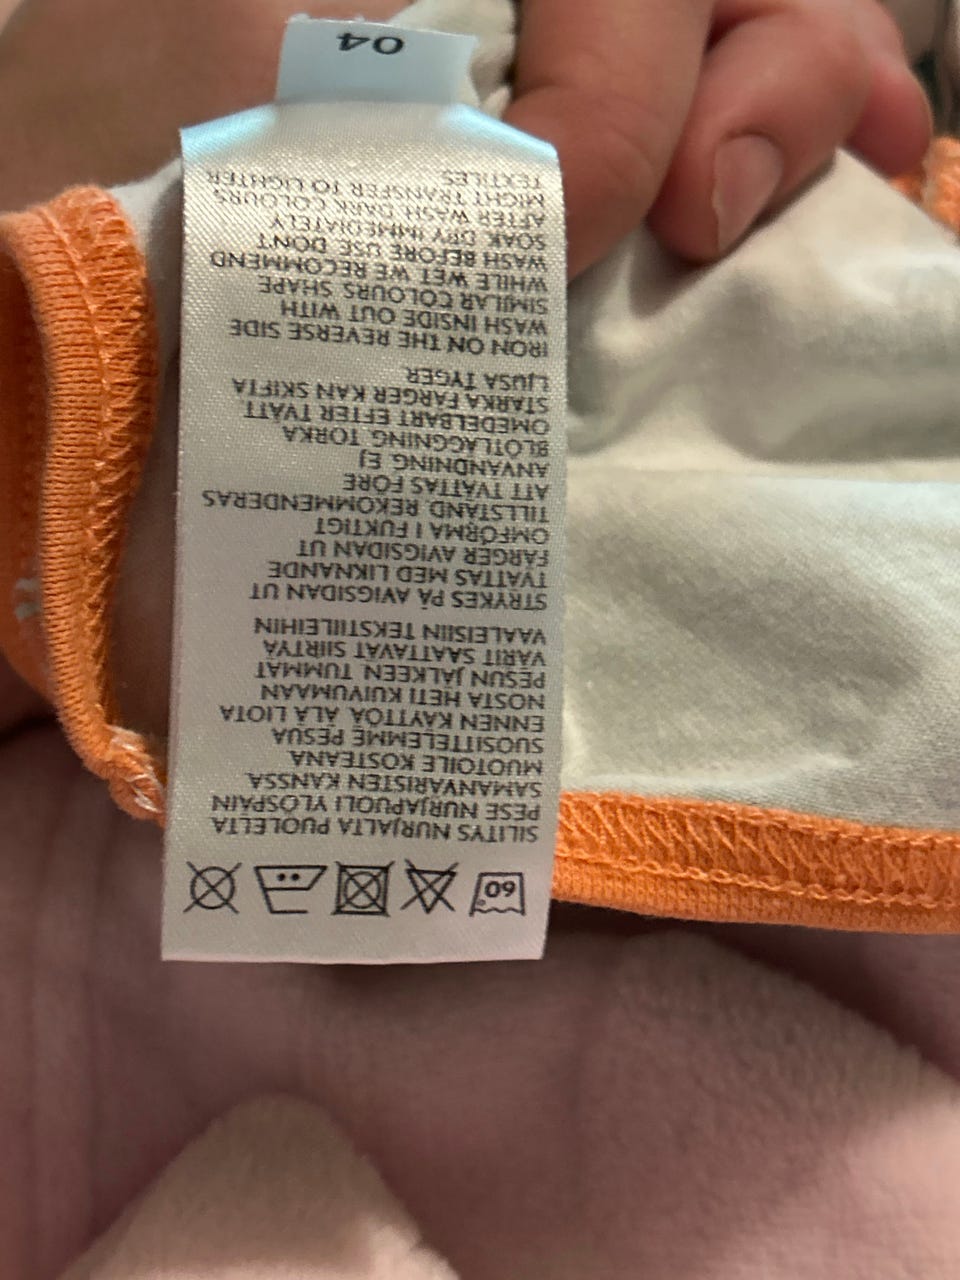 60
SILITYS NURJALTA PUOLELTA
PESE NURJAPUOLI YLÖSPÄIN
SAMANVÄRISTEN KANSSA
MUOTOILE KOSTEANA
SUOSITTELEMME PESUA
ENNEN KÄYTTÖÄ ÄLÄ LIOTA
NOSTA HETI KUIVUMAAN
PESUN JÄLKEEN TUMMAT
VÄRIT SAATTAVAT SIIRTYÄ
VAALEISIIN TEKSTIILEIHIN
STRYKES PÅ AVIGSIDAN UT
TVÄTTAS MED LIKNANDE
FÄRGER AVIGSIDAN UT
OMFORMA I FUKTIGT
TILLSTÅND. REKOMMENDERAS
ATT TVÄTTAS FÖRE
ANVÄNDNING EJ
BLÖTLÄGGNING TORKA
OMEDELBART EFTER TVÄTT
STARKA FÄRGER KAN SKIFTA
LJUSA TYGER
IRON ON THE REVERSE SIDE
WASH INSIDE OUT WITH
SIMILAR COLOURS SHAPE
WHILE WET WE RECOMMEND
WASH BEFORE USE DON'T
SOAK DRY IMMEDIATELY
AFTER WASH DARK COLOURS
MIGHT TRANSFER TO LIGHTER
TEXTILES
04